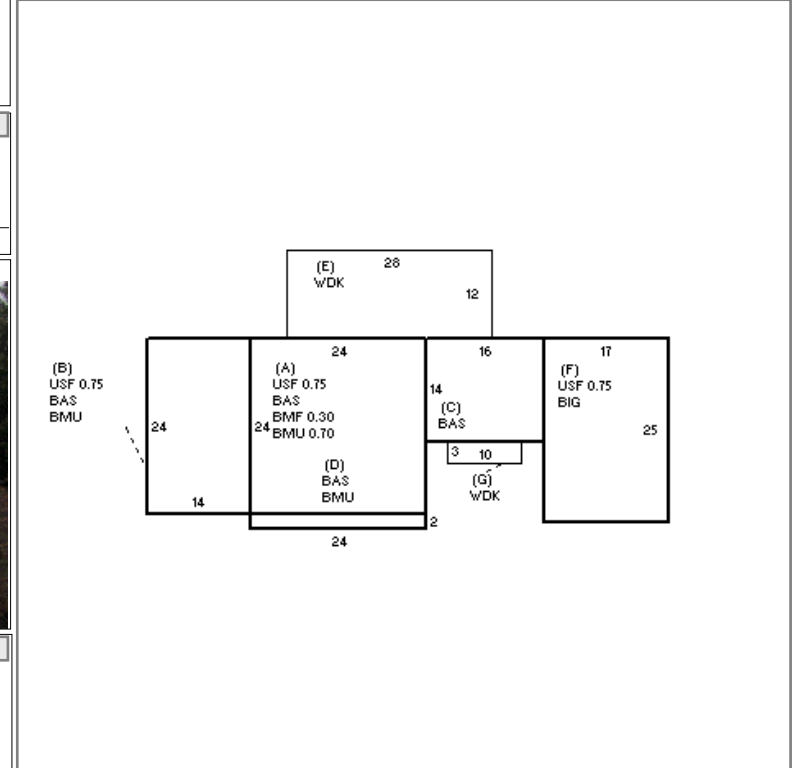 28
(E)
WDK
12
24
16
17
(B)
USF 0.75
BAS
BMU
(A)
USF 0.75
BAS
BMF 0.30
BMU 0.70
14
(C)
BAS
(F)
USF 0.75
BIG
24
24
25
3
10
(D)
BAS
BMU
(G)
WDK
14
2
24